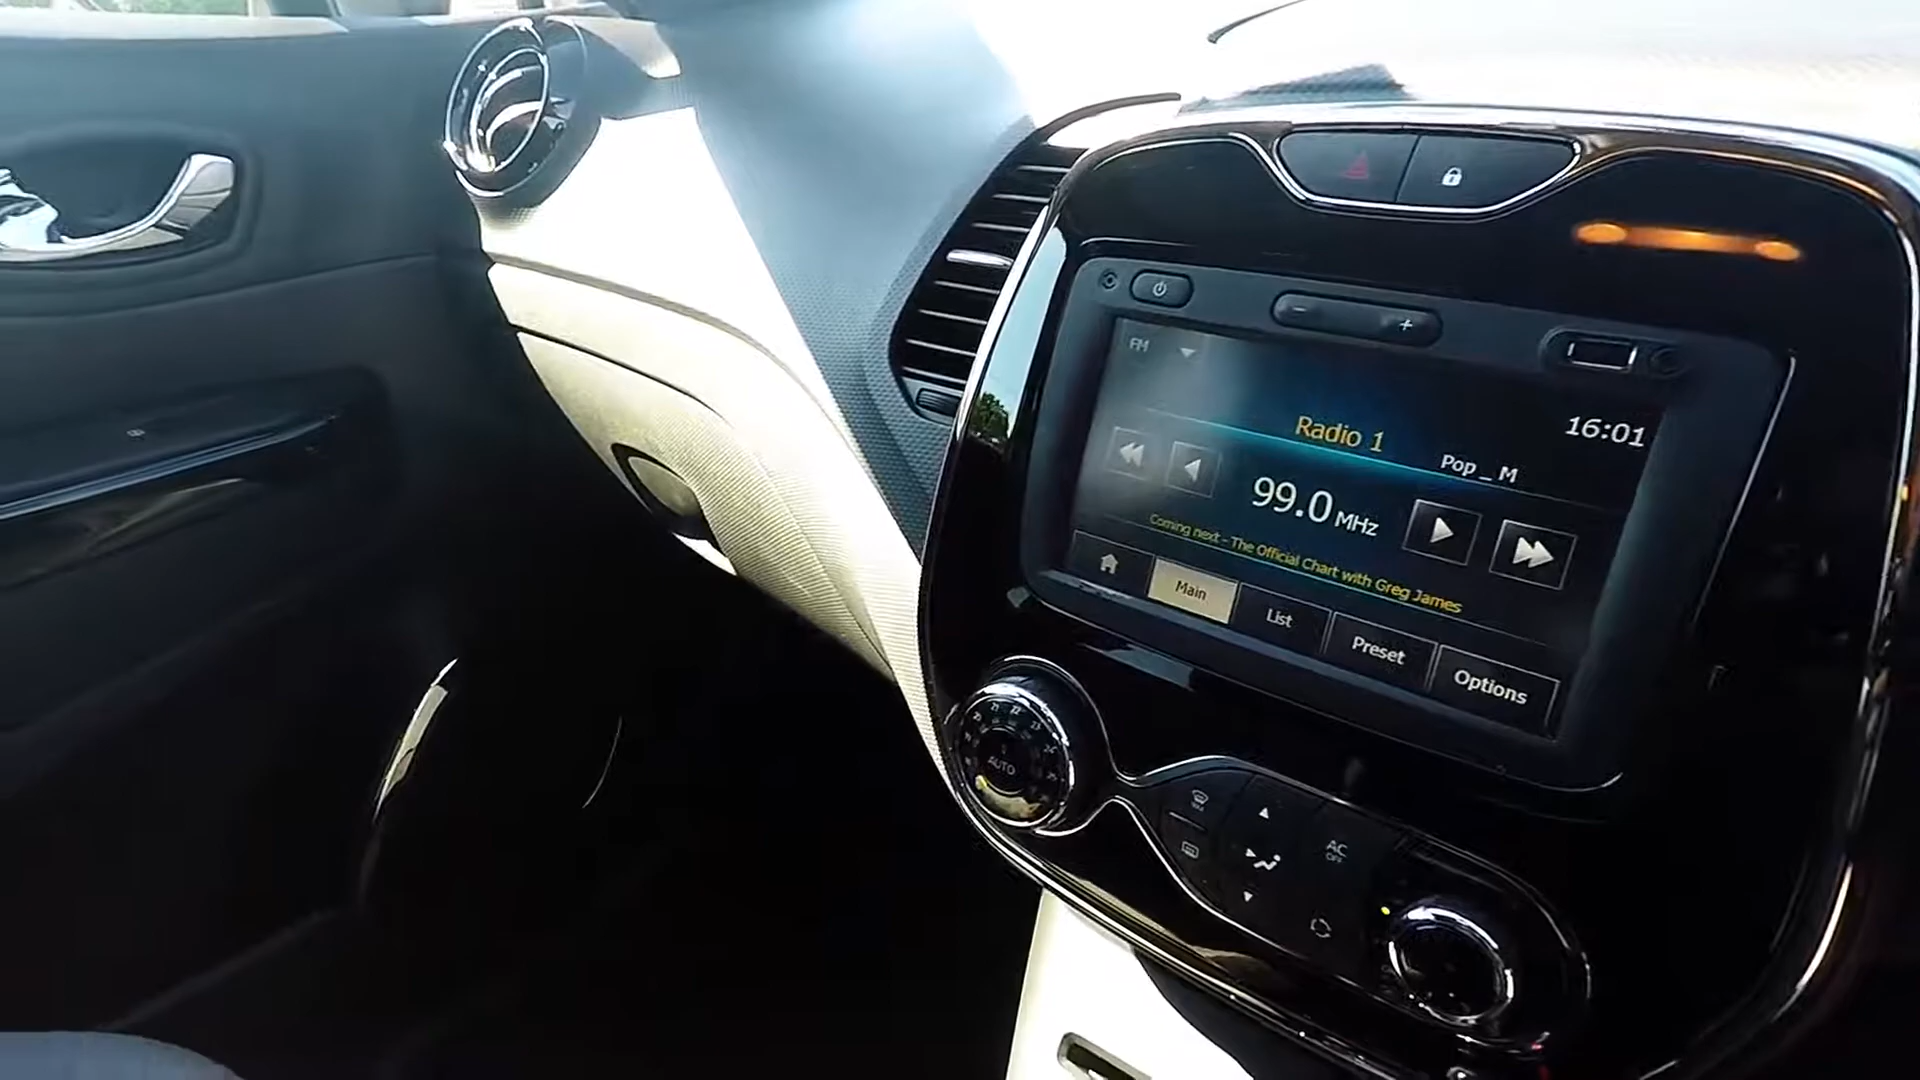 FM
16:01
Radio 1
Pop _ M
99.0 MHz
Coming next - The Official Chart with Greg James
Main
List
Preset
Options
AUTO
AC
OFF